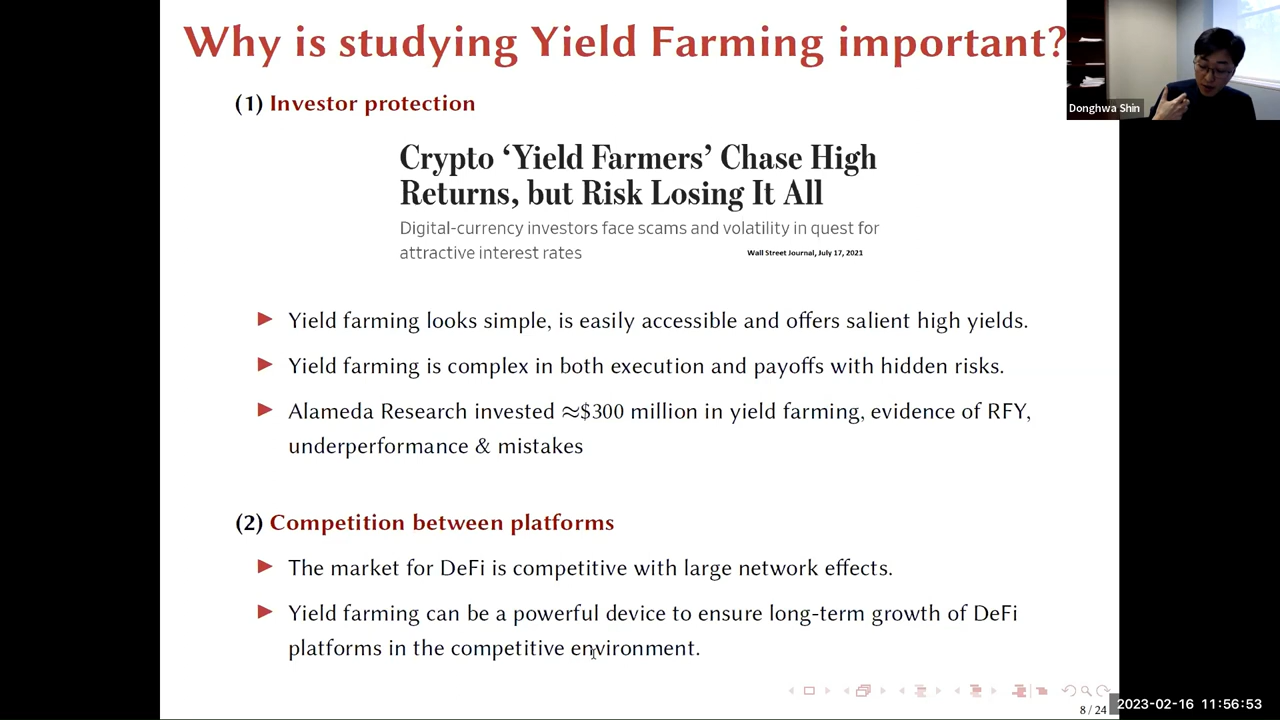 Why is studying Yield Farming important?
Donghwa Shin
(1) Investor protection
Crypto ‘Yield Farmers’ Chase High
Returns, but Risk Losing It All
Digital-currency investors face scams and volatility in quest for
attractive interest rates
Wall Street Journal, July 17, 2021
Yield farming looks simple, is easily accessible and offers salient high yields.
Yield farming is complex in both execution and payoffs with hidden risks.
Alameda Research invested ≈$300 million in yield farming, evidence of RFY,
underperformance & mistakes
(2) Competition between platforms
The market for DeFi is competitive with large network effects.
Yield farming can be a powerful device to ensure long-term growth of DeFi
platforms in the competitive environment.
8 / 24
2023-02-16 11:56:53